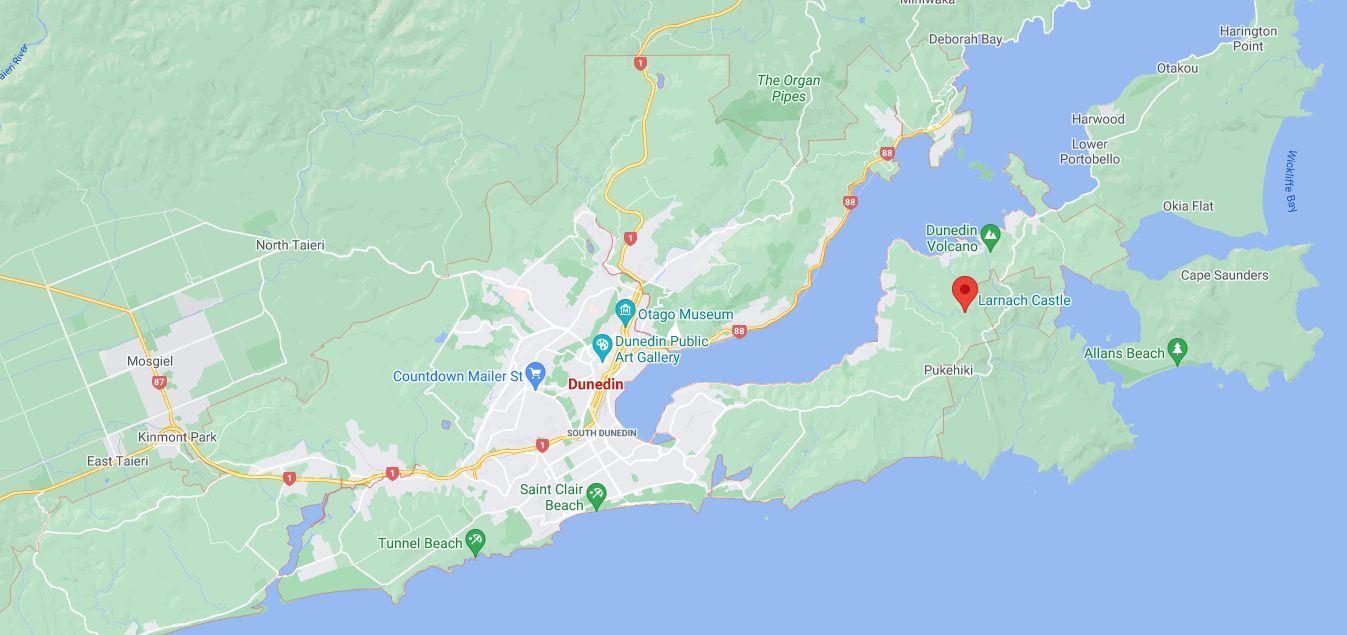 Harington
Point
Deborah Bay
Otakou
The Organ
Pipes
1
Harwood
Lower
Portobello
88
Wickliffe Bay
88
Okia Flat
North Taieri
1
Dunedin
Volcano
Cape Saunders
Larnach Castle
Otago Museum
88
Dunedin Public
Art Gallery
Mosgiel
Allans Beach
Countdown Mailer St
Pukehiki
87
Dunedin
Kinmont Park
SOUTH DUNEDIN
1
East Taieri
1
1
Saint Clair
Beach
Tunnel Beach